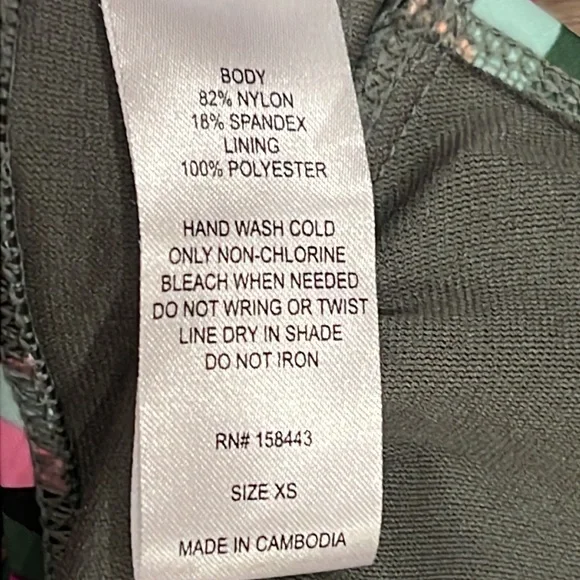 BODY
82% NYLON
18% SPANDEX
LINING
100% POLYESTER
HAND WASH COLD
ONLY NON-CHLORINE
BLEACH WHEN NEEDED
DO NOT WRING OR TWIST
LINE DRY IN SHADE
DO NOT IRON
RN# 158443
SIZE XS
MADE IN CAMBODIA